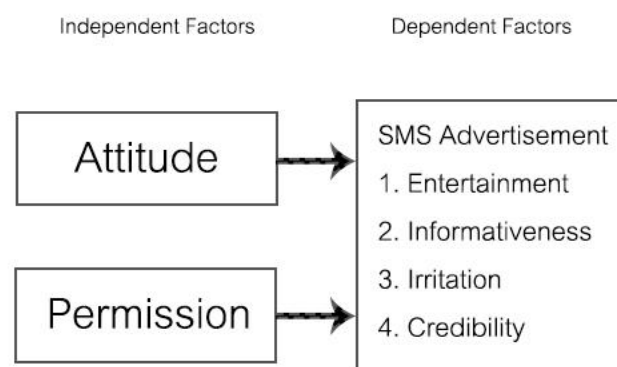 Independent Factors
Dependent Factors
Attitude
Permission
SMS Advertisement
1. Entertainment
2. Informativeness
3. Irritation
4. Credibility